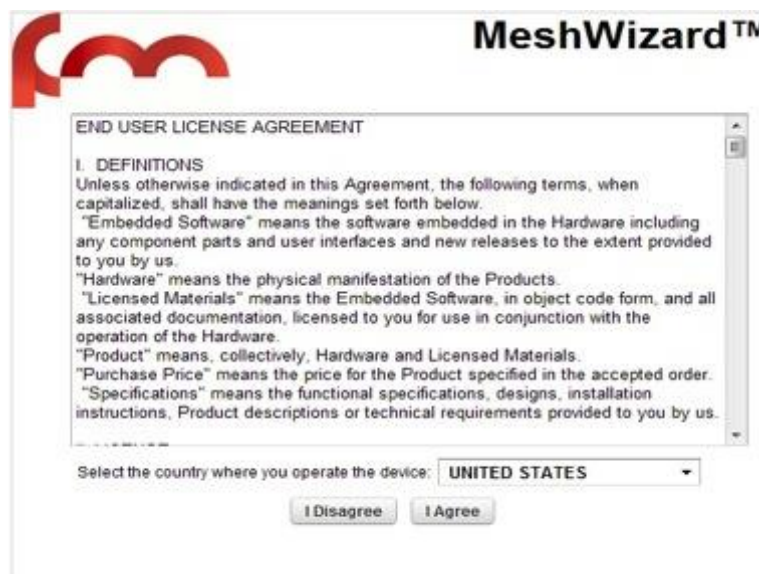 MeshWizard™
END USER LICENSE AGREEMENT
I. DEFINITIONS
Unless otherwise indicated in this Agreement, the following terms, when
capitalized, shall have the meanings set forth below.
"Embedded Software" means the software embedded in the Hardware including
any component parts and user interfaces and new releases to the extent provided
to you by us.
"Hardware" means the physical manifestation of the Products.
"Licensed Materials" means the Embedded Software, in object code form, and all
associated documentation, licensed to you for use in conjunction with the
operation of the Hardware.
"Product" means, collectively, Hardware and Licensed Materials.
"Purchase Price" means the price for the Product specified in the accepted order.
"Specifications" means the functional specifications, designs, installation
instructions, Product descriptions or technical requirements provided to you by us.
Select the country where you operate the device: UNITED STATES
I Disagree I Agree